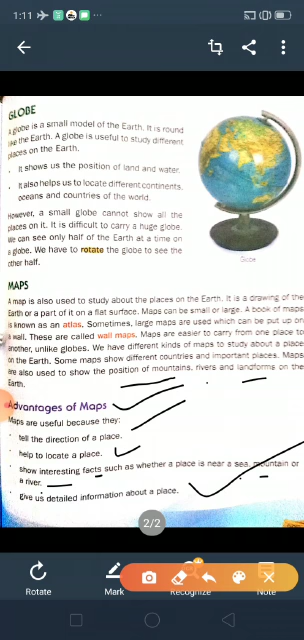 1:11
GLOBE
A globe is a small model of the Earth. It is round
like the Earth. A globe is useful to study different
places on the Earth.
· It shows us the position of land and water.
· It also helps us to locate different continents,
oceans and countries of the world.
However, a small globe cannot show all the
places on it. It is difficult to carry a huge globe.
We can see only half of the Earth at a time on
a globe. We have to rotate the globe to see the
other half.
Globe
MAPS
A map is also used to study about the places on the Earth. It is a drawing of the
Earth or a part of it on a flat surface. Maps can be small or large. A book of maps
is known as an atlas. Sometimes, large maps are used which can be put up on
a wall. These are called wall maps. Maps are easier to carry from one place to
another, unlike globes. We have different kinds of maps to study about a place
on the Earth. Some maps show different countries and important places. Maps
are also used to show the position of mountains, rivers and landforms on the
Earth.
Advantages of Maps
Maps are useful because they:
· tell the direction of a place.
· help to locate a place.
· show interesting facts such as whether a place is near a sea, mountain or
a river.
· give us detailed information about a place.
2/2
Rotate
Mark
Recognize
Note